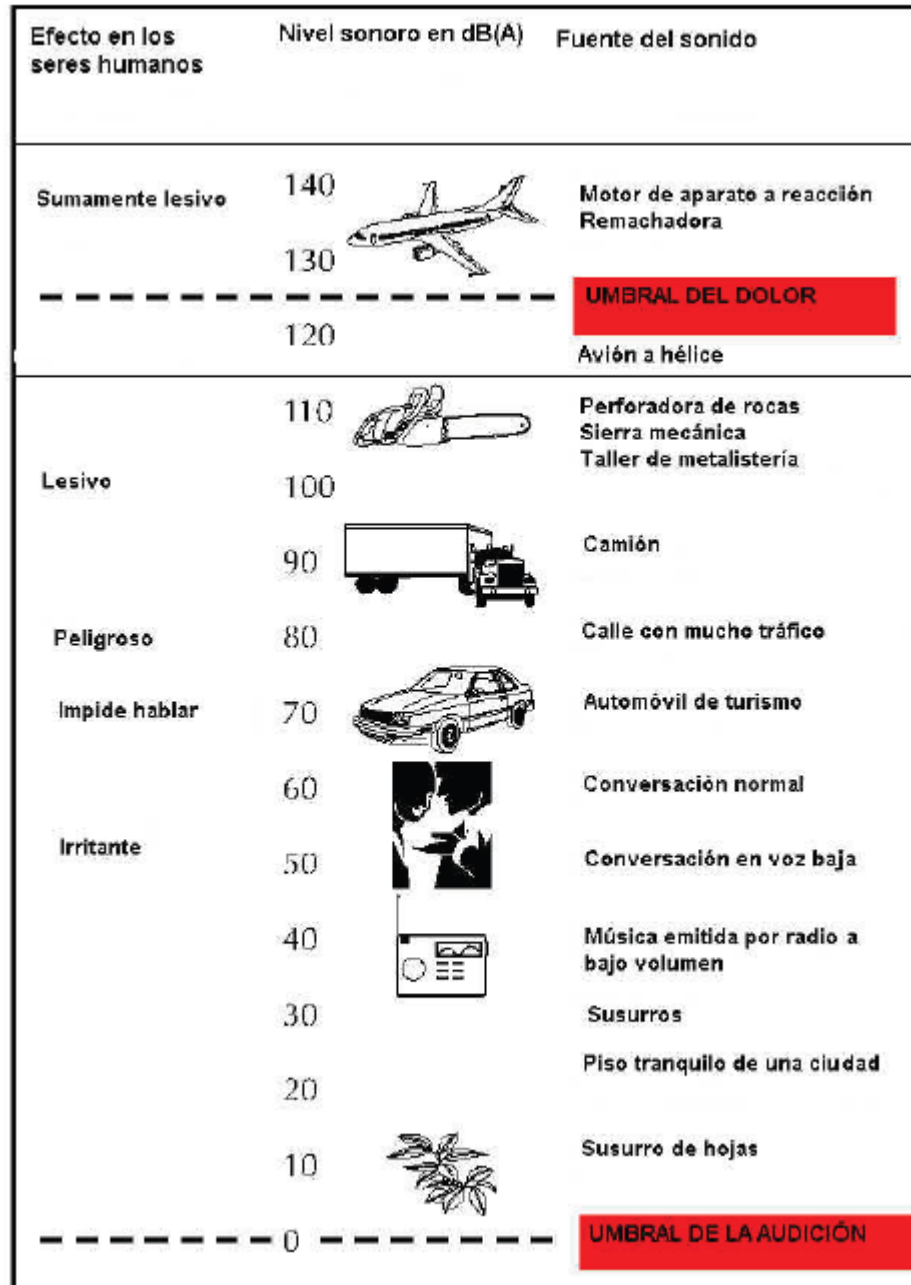 Efecto en los
seres humanos
Nivel sonoro en dB(A)
Fuente del sonido
Sumamente lesivo
140
Motor de aparato a reacción
Remachadora
130
UMBRAL DEL DOLOR
120
Avión a hélice
110
Perforadora de rocas
Sierra mecánica
Taller de metalistería
Lesivo
100
90
Camión
Peligroso
80
Calle con mucho tráfico
Impide hablar
70
Automóvil de turismo
60
Conversación normal
Irritante
50
Conversación en voz baja
40
Música emitida por radio a
bajo volumen
30
Susurros
Piso tranquilo de una ciudad
20
10
Susurro de hojas
0
UMBRAL DE LA AUDICIÓN